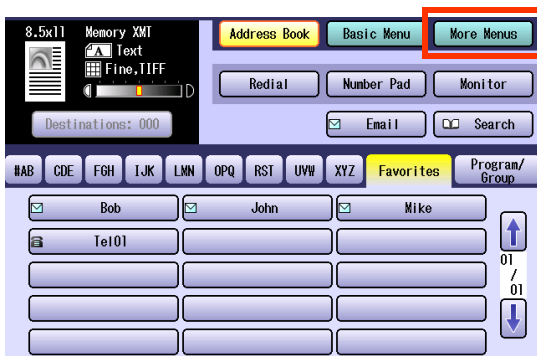 8.5x11 Memory XMT
A Text
Fine,TIFF
D
Destinations: 000
Address Book Basic Menu More Menus
Redial Number Pad Monitor
Email Search
#AB CDE FGH IJK LMN OPQ RST UVW XYZ Favorites Program/
Group
Bob John Mike
Tel01
01
/
01